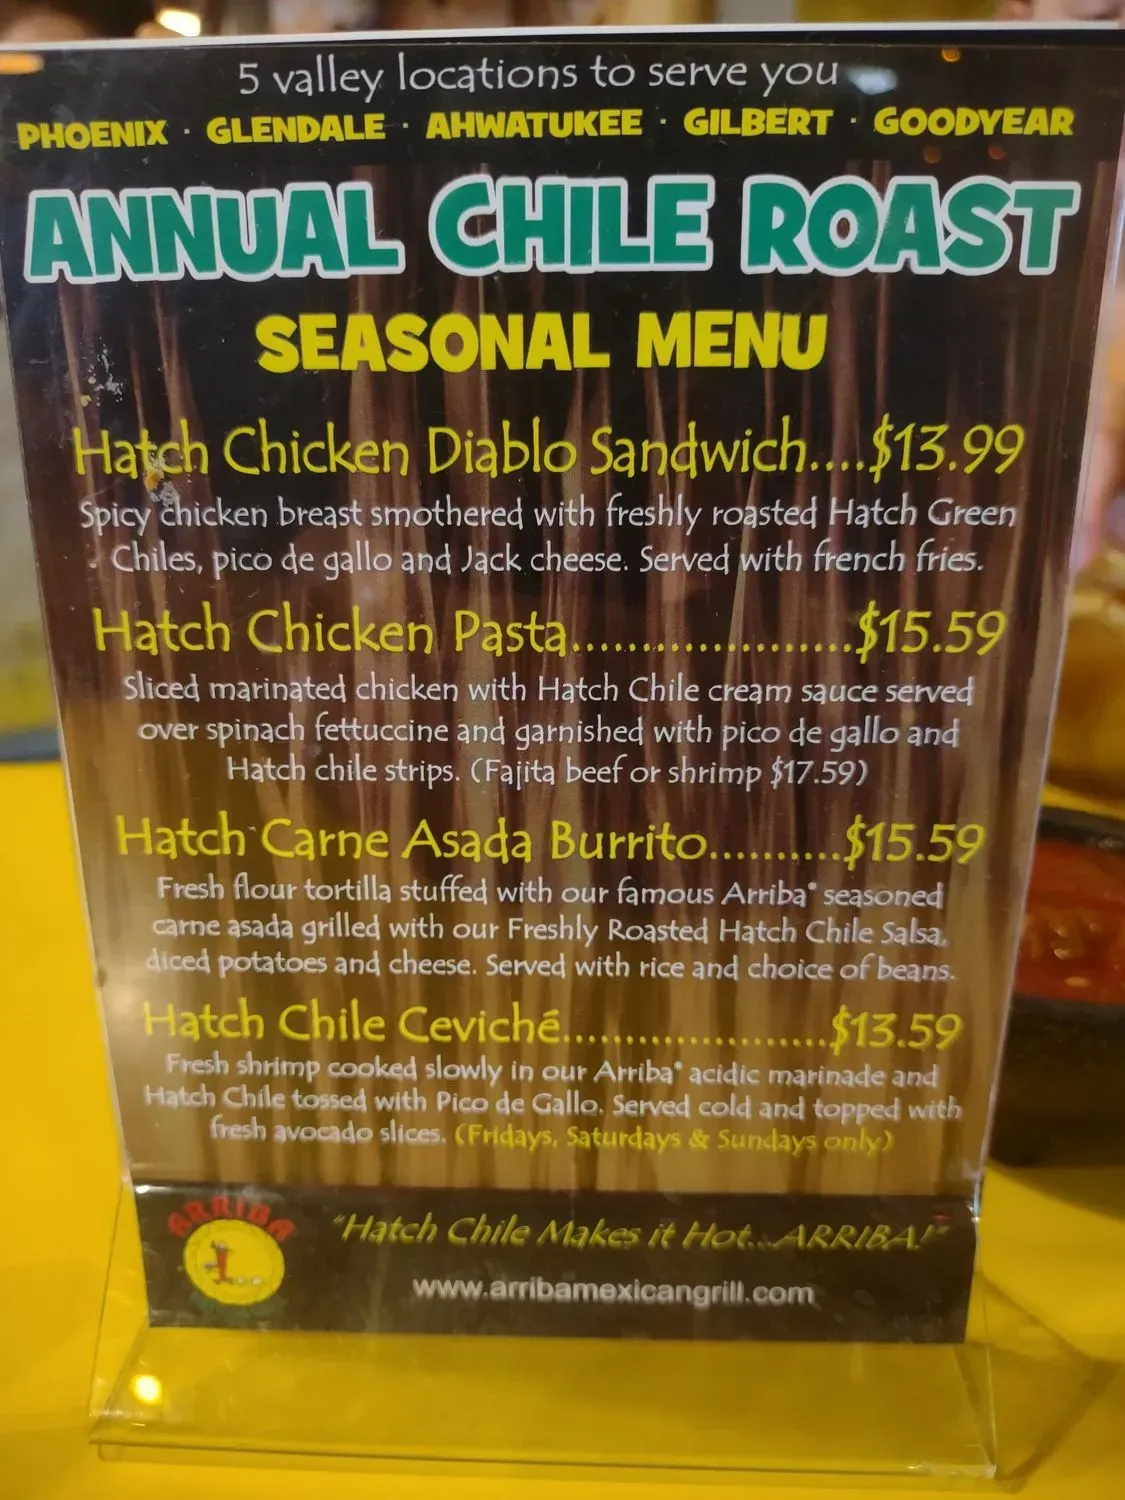 5 valley locations to serve you
PHOENIX · GLENDALE · AHWATUKEE · GILBERT · GOODYEAR
ANNUAL CHILE ROAST
SEASONAL MENU
Hatch Chicken Diablo Sandwich....$13.99
Spicy chicken breast smothered with freshly roasted Hatch Green
Chiles, pico de gallo and Jack cheese. Served with french fries.
Hatch Chicken Pasta.....................$15.59
Sliced marinated chicken with Hatch Chile cream sauce served
over spinach fettuccine and garnished with pico de gallo and
Hatch chile strips. (Fajita beef or shrimp $17.59)
Hatch Carne Asada Burrito..........$15.59
Fresh flour tortilla stuffed with our famous Arriba® seasoned
carne asada grilled with our Freshly Roasted Hatch Chile Salsa,
diced potatoes and cheese. Served with rice and choice of beans.
Hatch Chile Ceviché......................$13.59
Fresh shrimp cooked slowly in our Arriba® acidic marinade and
Hatch Chile tossed with Pico de Gallo. Served cold and topped with
fresh avocado slices. (Fridays, Saturdays & Sundays only)
ARRIBA
"Hatch Chile Makes it Hot...ARRIBA!"
www.arribamexicangrill.com